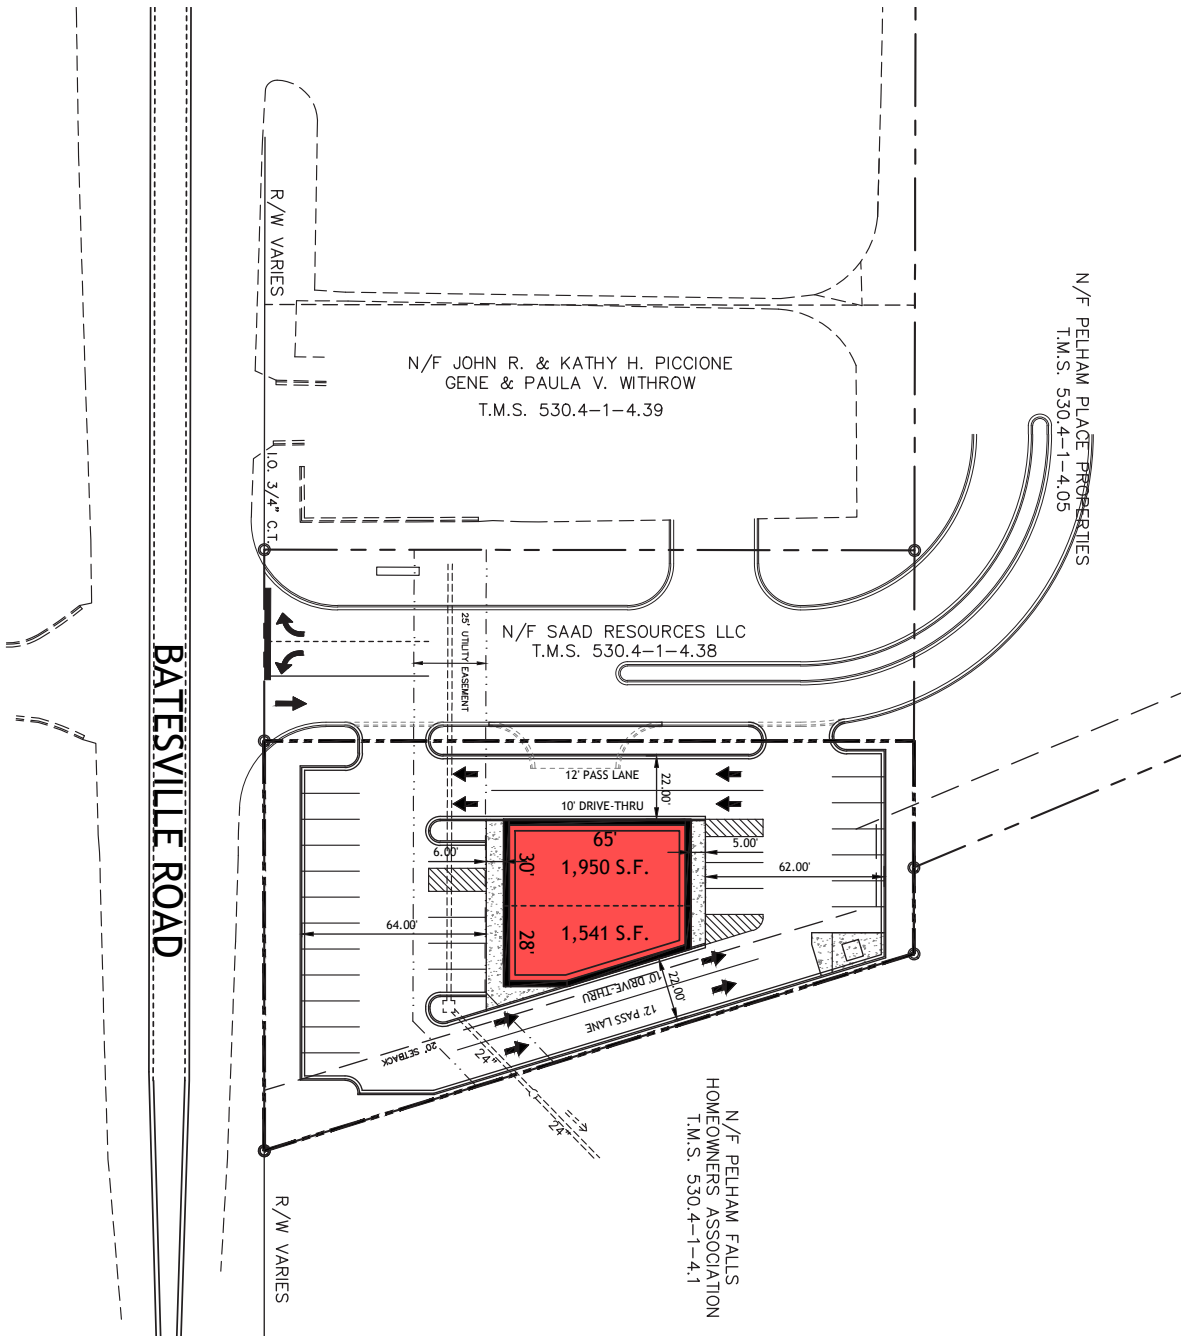 R/W VARIES
N/F PELHAM PLACE PROPERTIES
T.M.S. 530.4-1-4.05
N/F JOHN R. & KATHY H. PICCIONE
GENE & PAULA V. WITHROW
T.M.S. 530.4-1-4.39
I.O. 3/4" C.T.
N/F SAAD RESOURCES LLC
T.M.S. 530.4-1-4.38
25' UTILITY EASEMENT
BATESVILLE ROAD
12' PASS LANE
22.00'
10' DRIVE-THRU
65'
6.00'
30'
1,950 S.F.
5.00'
62.00'
64.00'
28'
1,541 S.F.
10' DRIVE-THRU
22.00'
12' PASS LANE
20' SETBACK
24"
24"
N/F PELHAM FALLS
HOMEOWNERS ASSOCIATION
T.M.S. 530.4-1-4.1
R/W VARIES